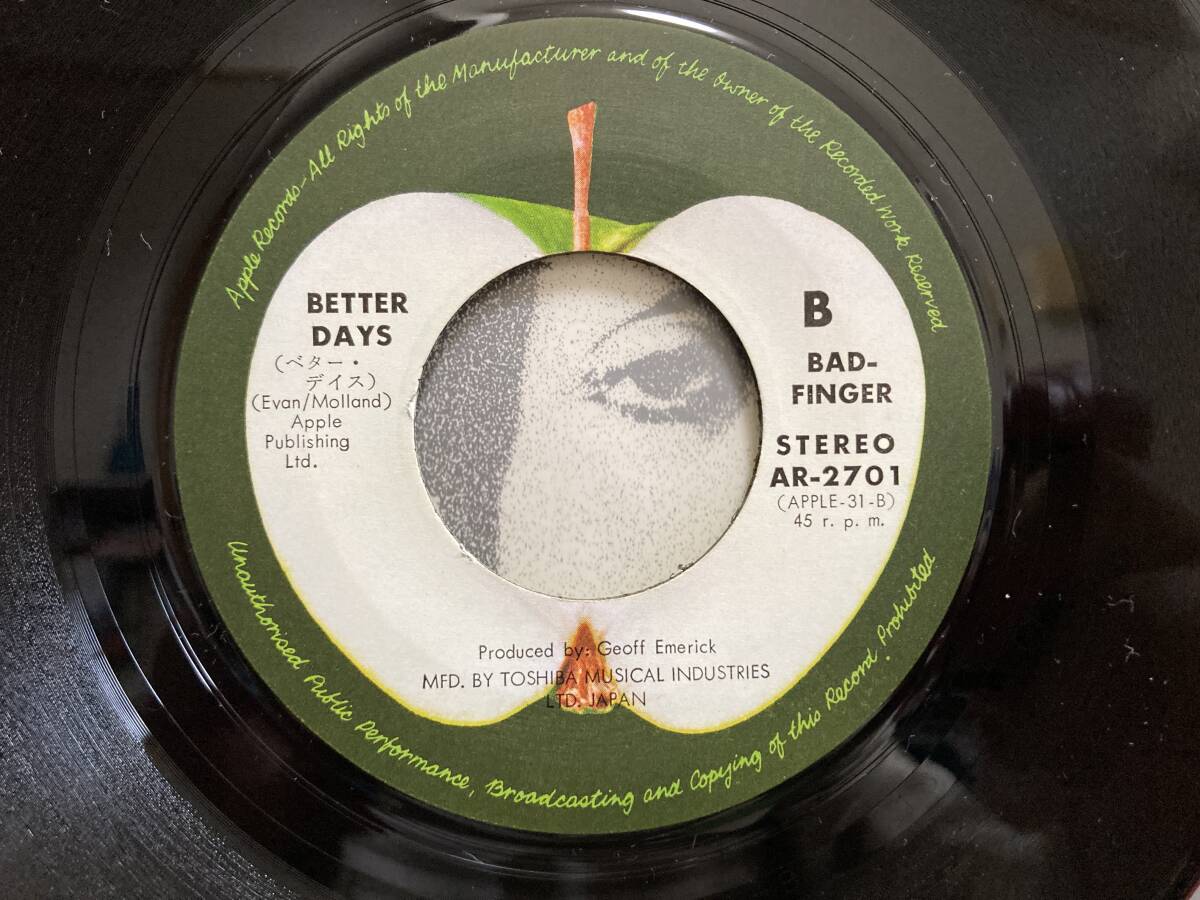 Apple Records-All Rights of the Manufacturer and of the Owner of the Recorded Work Reserved
BETTER
DAYS
(ベター・
デイス)
(Evan/Molland)
Apple
Publishing
Ltd.
B
BAD-
FINGER
STEREO
AR-2701
(APPLE-31-B)
45 r. p. m.
Produced by: Geoff Emerick
MFD. BY TOSHIBA MUSICAL INDUSTRIES
LTD. JAPAN
Unauthorised Public Performance, Broadcasting and Copying of this Record Prohibited.